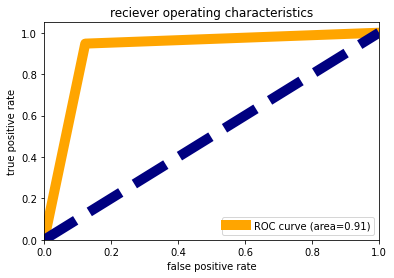 reciever operating characteristics
true positive rate
1.0
0.8
0.6
0.4
0.2
0.0
ROC curve (area=0.91)
0.0 0.2 0.4 0.6 0.8 1.0
false positive rate